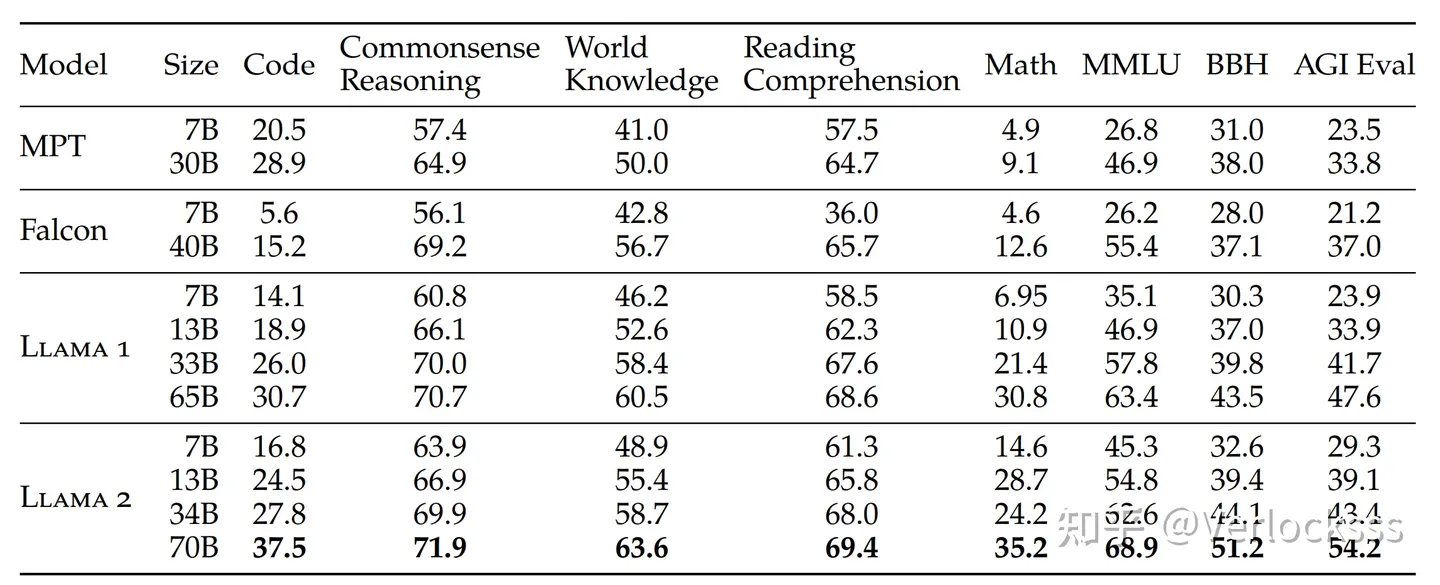 Model Size Code Commonsense Reasoning World Knowledge Reading Comprehension Math MMLU BBH AGI Eval
MPT 7B 20.5 57.4 41.0 57.5 4.9 26.8 31.0 23.5
30B 28.9 64.9 50.0 64.7 9.1 46.9 38.0 33.8
Falcon 7B 5.6 56.1 42.8 36.0 4.6 26.2 28.0 21.2
40B 15.2 69.2 56.7 65.7 12.6 55.4 37.1 37.0
LLAMA 1 7B 14.1 60.8 46.2 58.5 6.95 35.1 30.3 23.9
13B 18.9 66.1 52.6 62.3 10.9 46.9 37.0 33.9
33B 26.0 70.0 58.4 67.6 21.4 57.8 39.8 41.7
65B 30.7 70.7 60.5 68.6 30.8 63.4 43.5 47.6
LLAMA 2 7B 16.8 63.9 48.9 61.3 14.6 45.3 32.6 29.3
13B 24.5 66.9 55.4 65.8 28.7 54.8 39.4 39.1
34B 27.8 69.9 58.7 68.0 24.2 62.6 44.1 43.4
70B 37.5 71.9 63.6 69.4 35.2 68.9 51.2 54.2
知乎 @Verlocksss